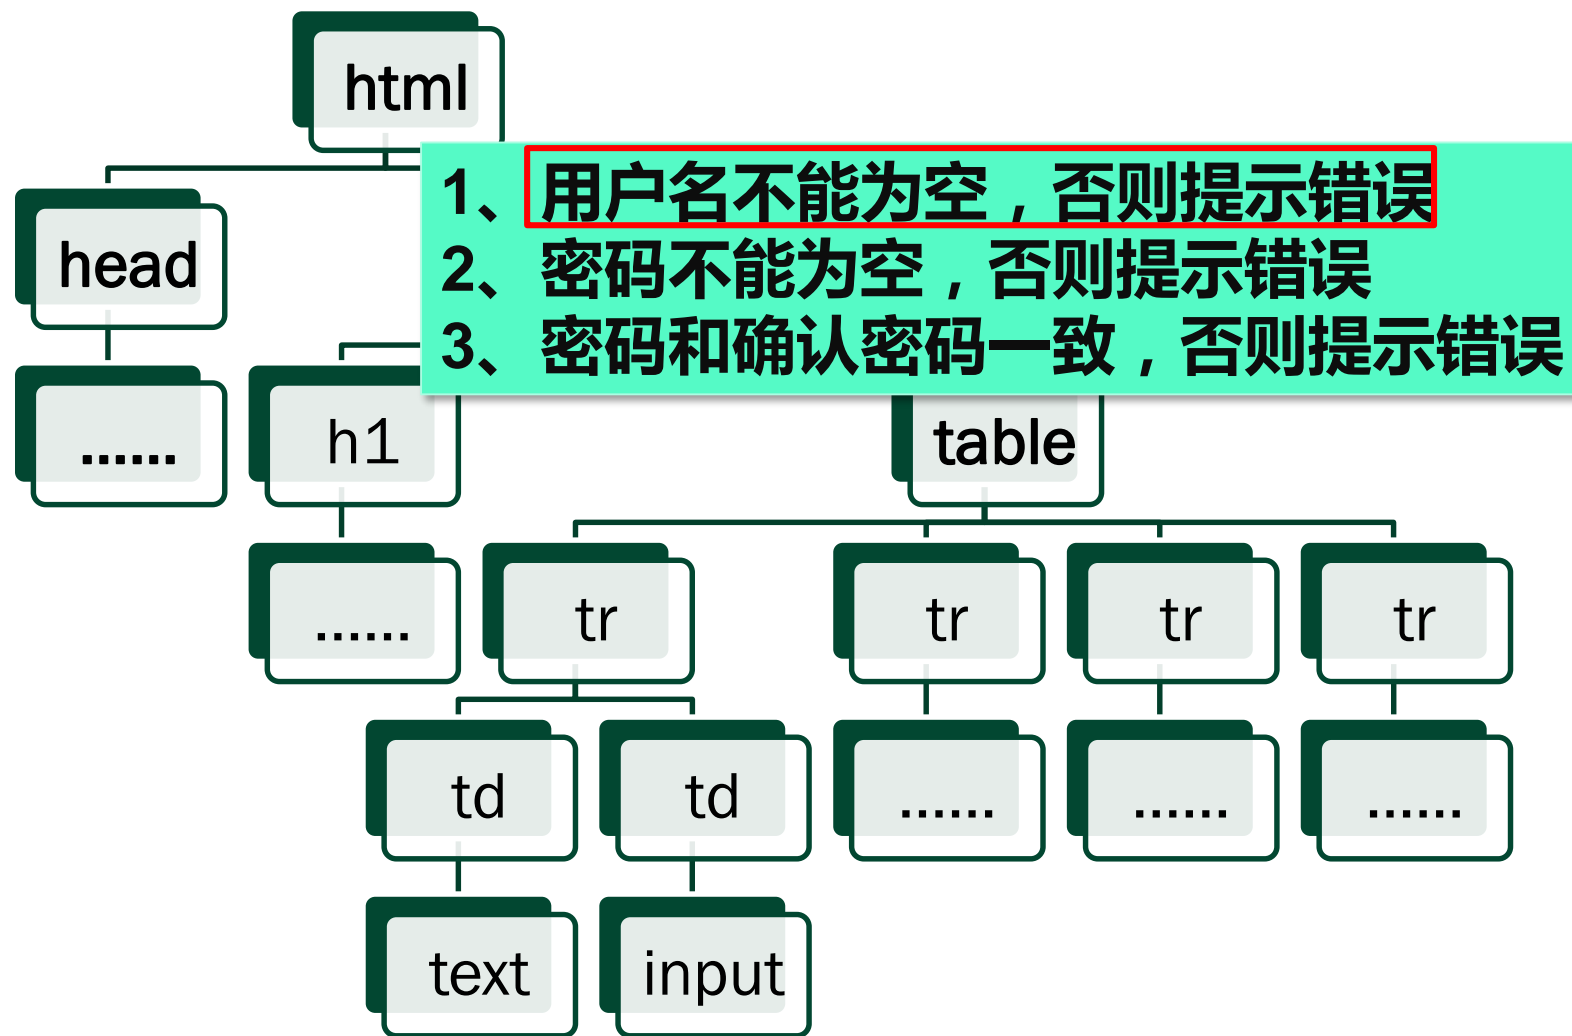 html
1、 用户名不能为空，否则提示错误
2、 密码不能为空，否则提示错误
3、 密码和确认密码一致，否则提示错误
head
......
h1
table
......
tr
tr
tr
tr
td
td
......
......
......
text
input